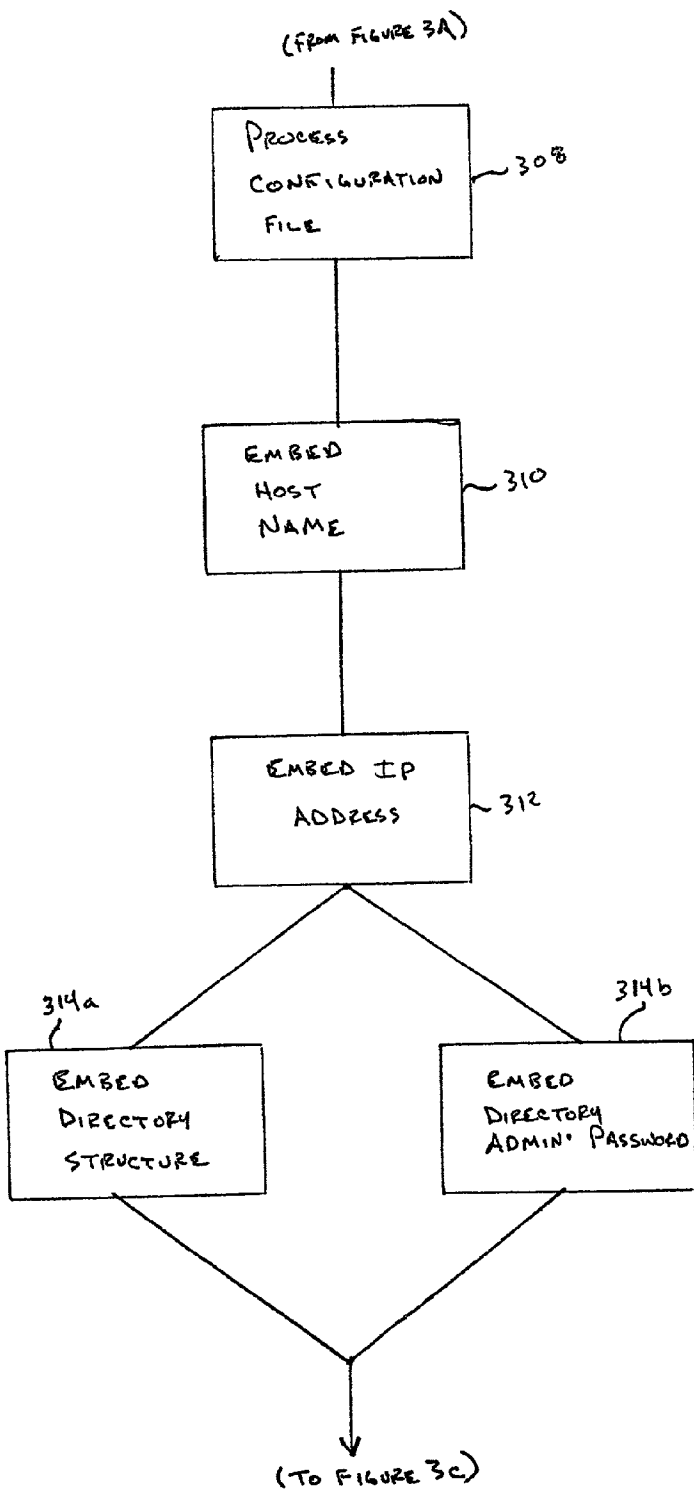 (FROM FIGURE 3A)
PROCESS
CONFIGURATION
FILE
308
EMBED
HOST
NAME
310
EMBED IP
ADDRESS
312
314a
EMBED
DIRECTORY
STRUCTURE
314b
EMBED
DIRECTORY
ADMIN' PASSWORD
(TO FIGURE 3C)